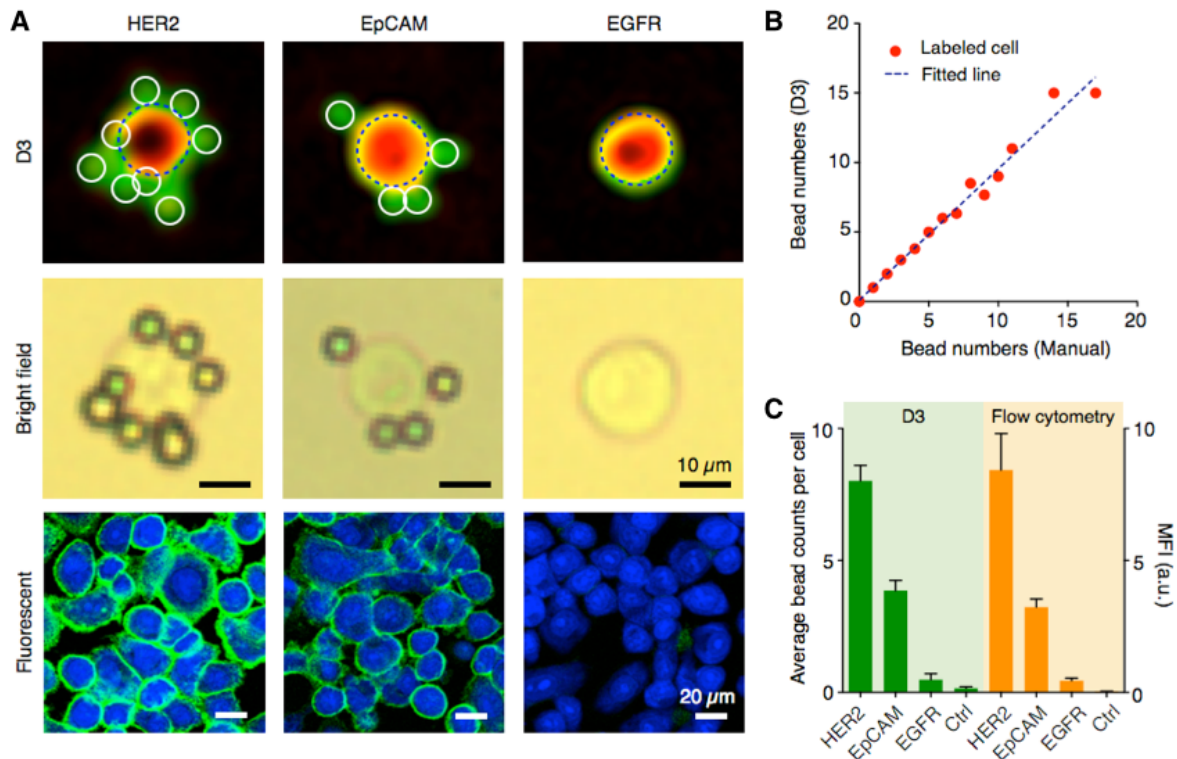 A
HER2
EpCAM
EGFR
D3
Bright field
10 µm
Fluorescent
20 µm
B
Bead numbers (D3)
20
15
10
5
0
Labeled cell
Fitted line
0
5
10
15
20
Bead numbers (Manual)
C
D3
Flow cytometry
Average bead counts per cell
10
5
0
10
5
0
MFI (a.u.)
HER2
EpCAM
EGFR
Ctrl
HER2
EpCAM
EGFR
Ctrl